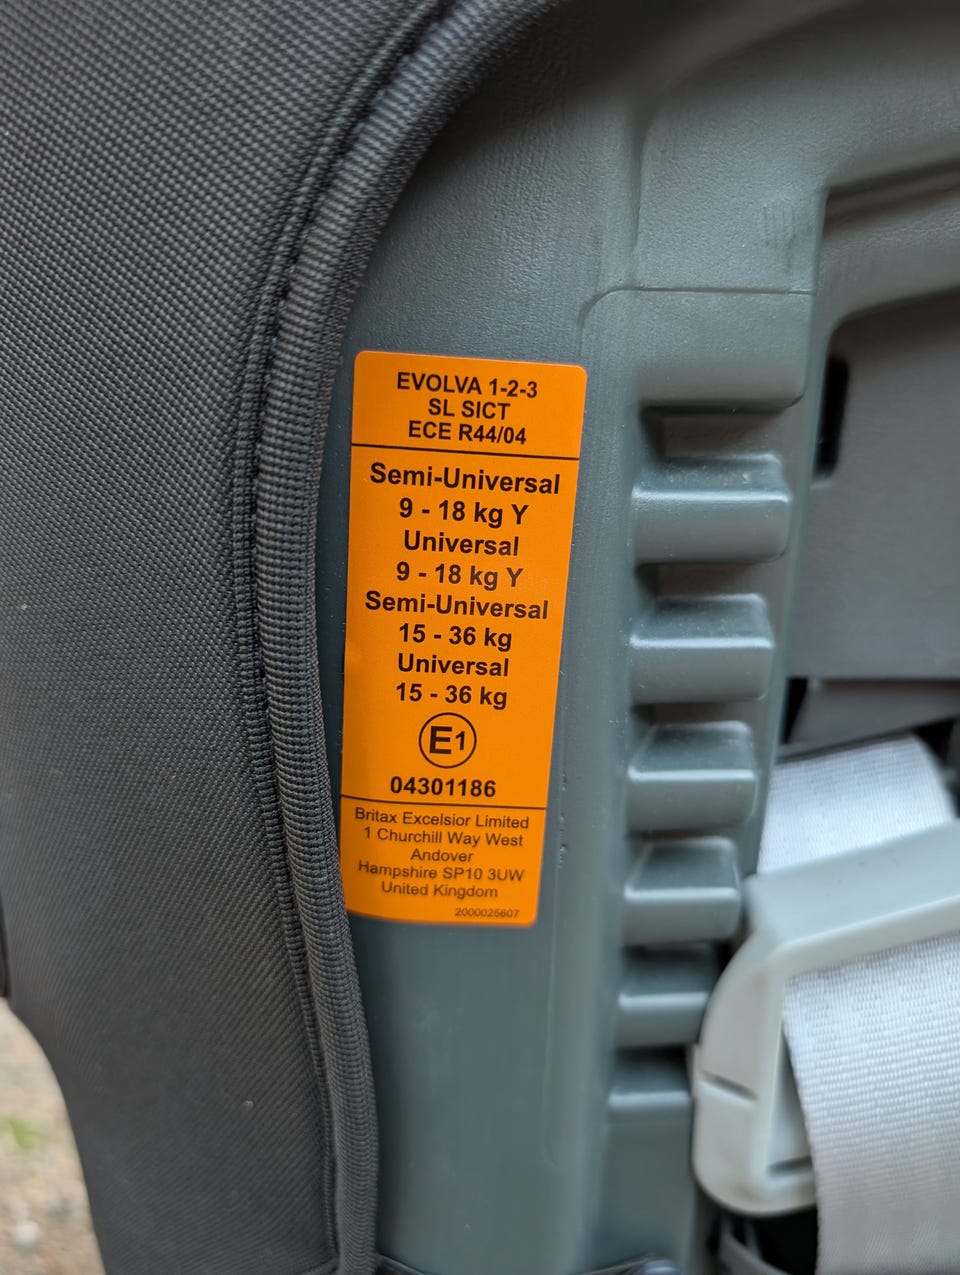 EVOLVA 1-2-3
SL SICT
ECE R44/04
Semi-Universal
9 - 18 kg Y
Universal
9 - 18 kg Y
Semi-Universal
15 - 36 kg
Universal
15 - 36 kg
E1
04301186
Britax Excelsior Limited
1 Churchill Way West
Andover
Hampshire SP10 3UW
United Kingdom
2000025607